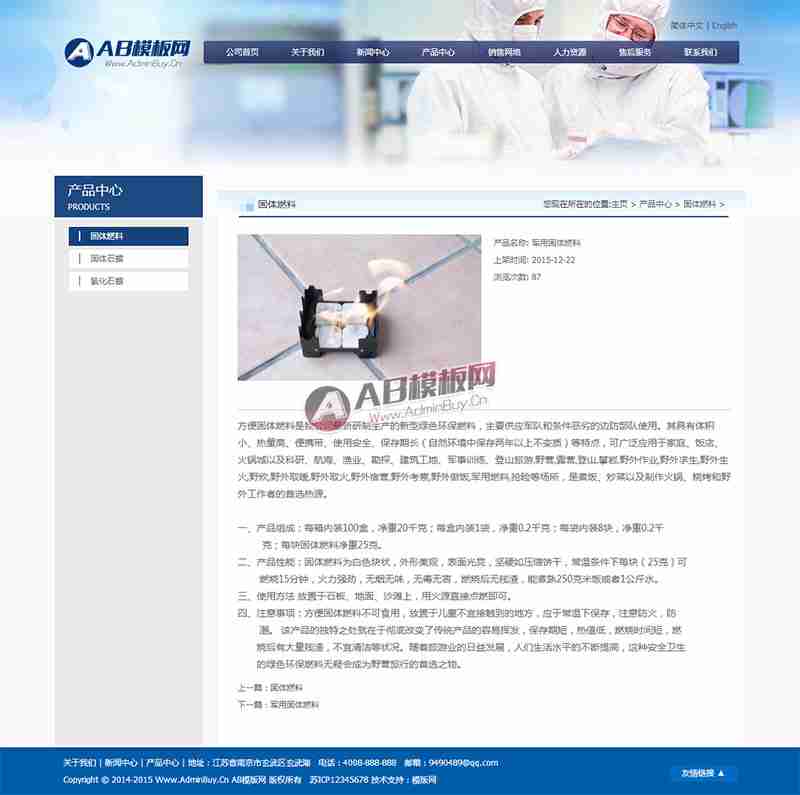 简体中文 | English
AB模板网
Www.AdminBuy.Cn
公司首页 关于我们 新闻中心 产品中心 销售网络 人力资源 售后服务 联系我们
产品中心
PRODUCTS
固体燃料
固体石蜡
氧化石蜡
固体燃料
您现在所在的位置:主页 > 产品中心 > 固体燃料 >
产品名称: 军用固体燃料
上架时间: 2015-12-22
浏览次数: 87
AB模板网
Www.AdminBuy.Cn
方便固体燃料是我公司最新研制生产的新型绿色环保燃料，主要供应军队和条件恶劣的边防部队使用。其具有体积
小、热量高、便携带、使用安全、保存期长（自然环境中保存两年以上不变质）等特点，可广泛应用于家庭、饭店、
火锅城以及科研、航海、渔业、勘探、建筑工地、军事训练、登山旅游,野营,露营,登山,攀岩,野外作业,野外求生,野外生
火,野炊,野外取暖,野外取火,野外宿营,野外考察,野外做饭,军用燃料,抢险等场所，是煮饭、炒菜以及制作火锅、烧烤和野
外工作者的首选热源。
一、产品组成：每箱内装100盒，净重20千克；每盒内装1袋，净重0.2千克；每袋内装8块，净重0.2千
克；每块固体燃料净重25克。
二、产品性能：固体燃料为白色块状，外形美观，表面光荧，坚硬如压缩饼干，常温条件下每块（25克）可
燃烧15分钟，火力强劲，无烟无味，无毒无害，燃烧后无残渣，能煮熟250克米饭或者1公斤水。
三、使用方法 放置于石板、地面、沙滩上，用火源直接点燃即可。
四、注意事项：方便固体燃料不可食用，放置于儿童不宜接触到的地方，应于常温下保存，注意防火，防
潮。 该产品的独特之处就在于彻底改变了传统产品的容易挥发，保存期短，热值低，燃烧时间短，燃
烧后有大量残渣，不宜清洁等状况。随着旅游业的日益发展，人们生活水平的不断提高，这种安全卫生
的绿色环保燃料无疑会成为野营旅行的首选之物。
上一篇：固体燃料
下一篇：军用固体燃料
关于我们 | 新闻中心 | 产品中心 | 地址：江苏省南京市玄武区玄武湖 电话：4008-888-888 邮箱：9490489@qq.com
Copyright © 2014-2015 Www.AdminBuy.Cn AB模板网 版权所有 苏ICP12345678 技术支持：模板网
友情链接 ▲